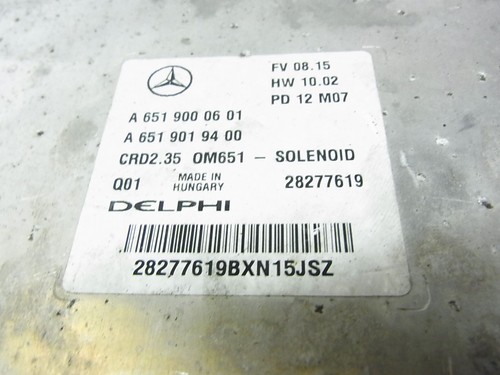 FV 08.15
HW 10.02
PD 12 M07
A 651 900 06 01
A 651 901 94 00
CRD2.35 OM651 – SOLENOID
Q01 MADE IN HUNGARY 28277619
DELPHI
28277619BXN15JSZ